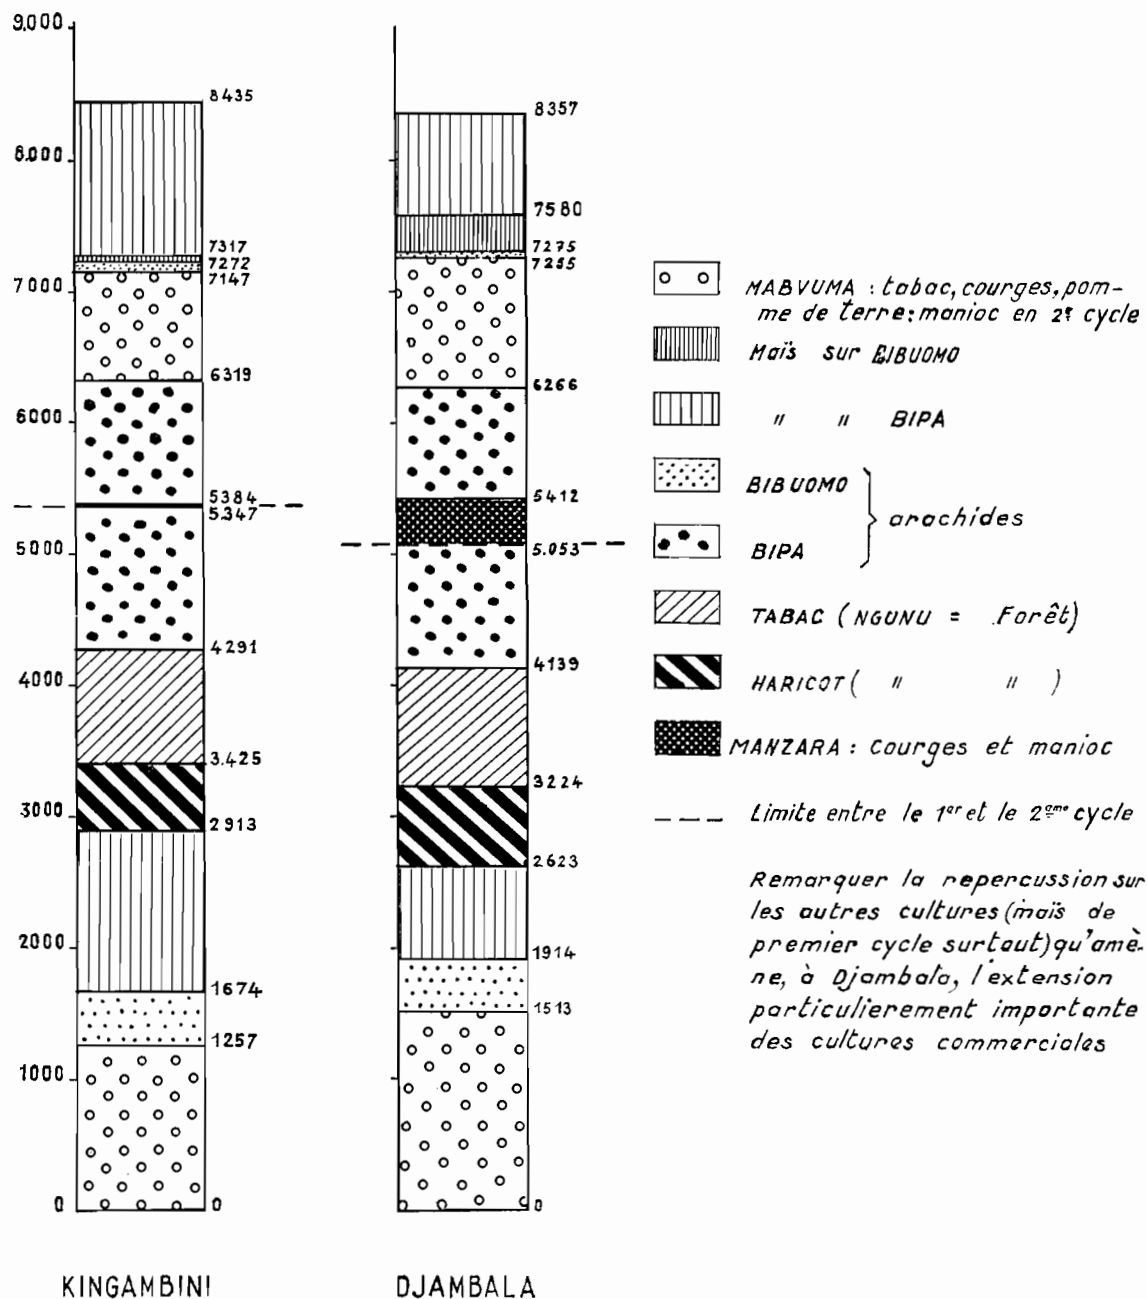 9.000
8.000
7000
6000
5000
4000
3000
2000
1000
0
8435
7317
7272
7147
6319
5384
5347
4291
3.425
2913
1674
1257
0
KINGAMBINI
8357
7580
7275
7255
6266
5412
5.053
4139
3224
2623
1914
1513
0
DJAMBALA
MABVUMA : tabac, courges, pom-
me de terre; manioc en 2e cycle
Maïs sur BIBUOMO
" " BIPA
BIBUOMO
BIPA
arachides
TABAC (NGUNU = Forêt)
HARICOT ( " " )
MANZARA : Courges et manioc
Limite entre le 1er et le 2eme cycle
Remarquer la repercussion sur
les autres cultures (maïs de
premier cycle surtout) qu'amè-
ne, à Djambala, l'extension
particulierement importante
des cultures commerciales